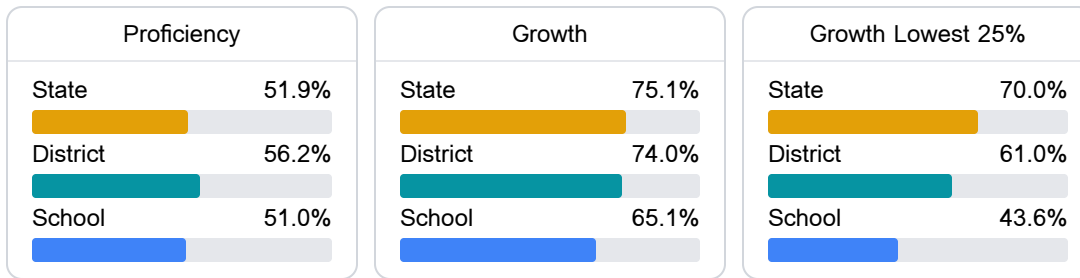 Proficiency
State 51.9%
District 56.2%
School 51.0%
Growth
State 75.1%
District 74.0%
School 65.1%
Growth Lowest 25%
State 70.0%
District 61.0%
School 43.6%